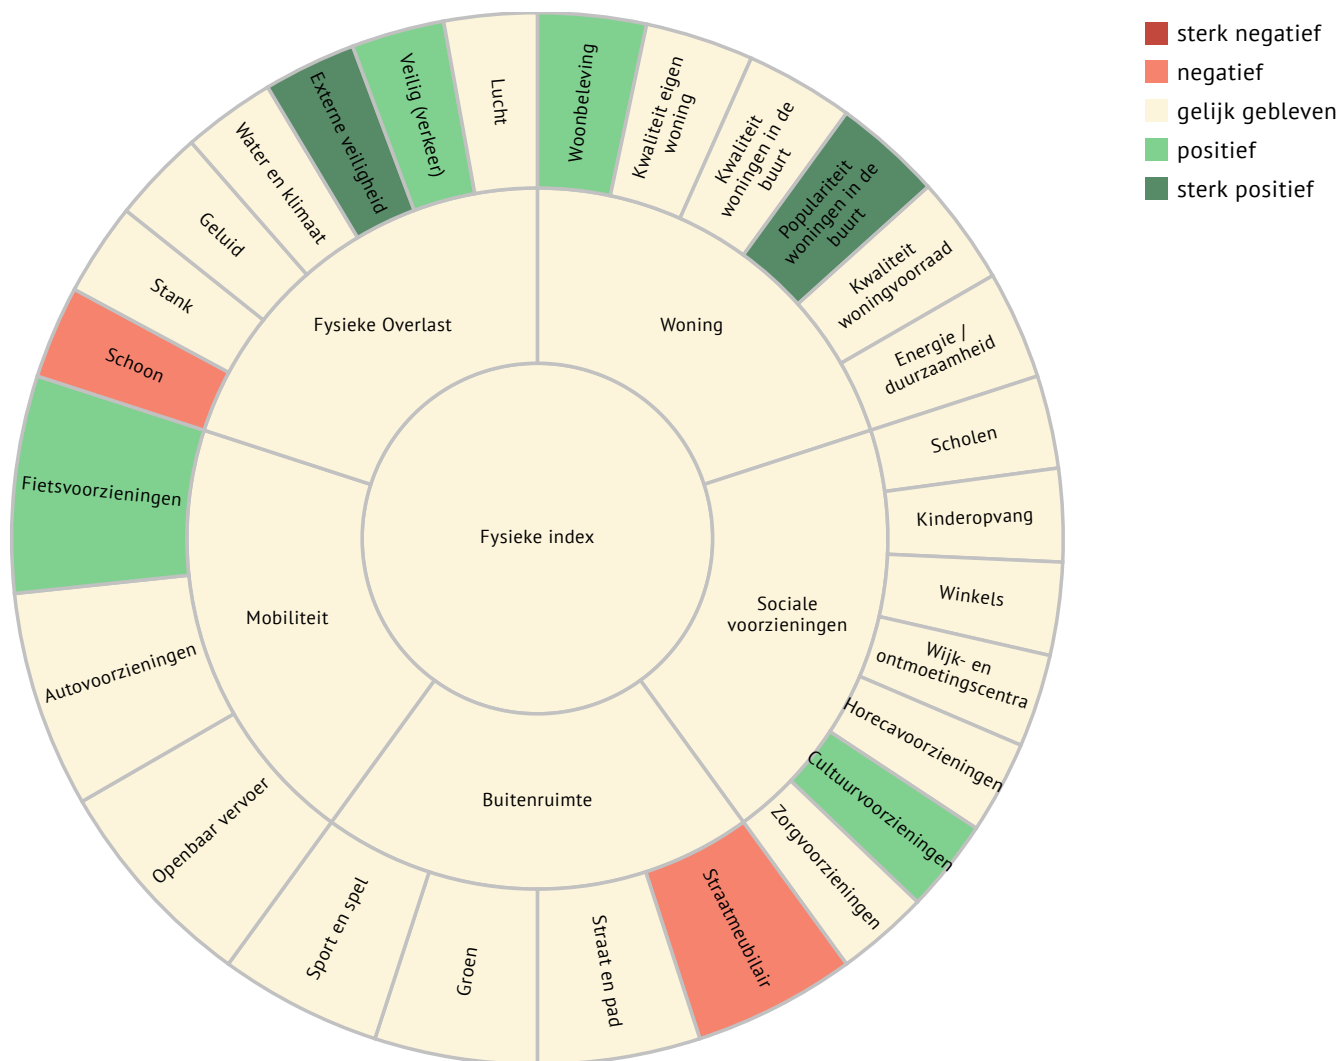 sterk negatief
negatief
gelijk gebleven
positief
sterk positief
Woonbeleving
Kwaliteit eigen
woning
Kwaliteit
woningen in de
buurt
Populariteit
woningen in de
buurt
Kwaliteit
woningvoorraad
Energie /
duurzaamheid
Scholen
Kinderopvang
Winkels
Wijk- en
ontmoetingscentra
Horecavoorzieningen
Cultuurvoorzieningen
Zorgvoorzieningen
Straatmeubilair
Straat en pad
Groen
Sport en spel
Openbaar vervoer
Autovoorzieningen
Fietsvoorzieningen
Schoon
Stank
Geluid
Water en klimaat
Externe veiligheid
Veilig (verkeer)
Lucht
Fysieke Overlast
Woning
Sociale
voorzieningen
Buitenruimte
Mobiliteit
Fysieke index